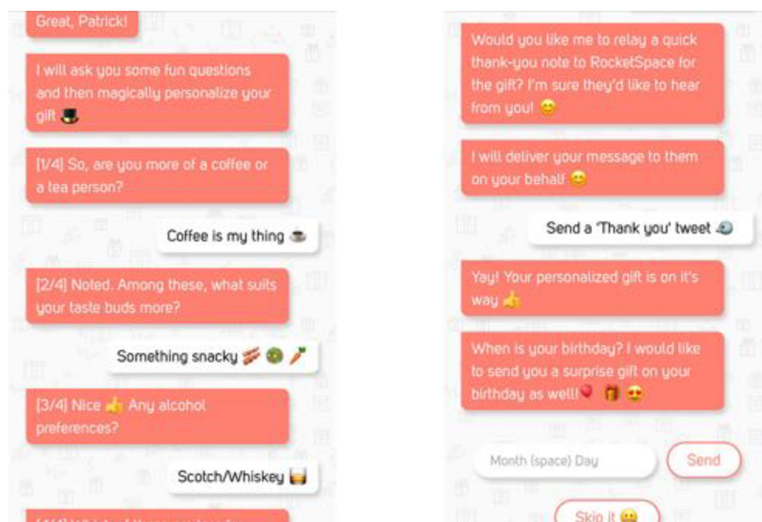 Great, Patrick!
I will ask you some fun questions
and then magically personalize your
gift 🎩
[1/4] So, are you more of a coffee or
a tea person?
Coffee is my thing ☕
[2/4] Noted. Among these, what suits
your taste buds more?
Something snacky 🥓 🥝 🥕
[3/4] Nice 👍 Any alcohol
preferences?
Scotch/Whiskey 🥃
Would you like me to relay a quick
thank-you note to RocketSpace for
the gift? I'm sure they'd like to hear
from you! 😊
I will deliver your message to them
on your behalf 😊
Send a 'Thank you' tweet 🐦
Yay! Your personalized gift is on it's
way 👍
When is your birthday? I would like
to send you a surprise gift on your
birthday as well!🎈 🎁 😍
Month (space) Day
Send
Skip it 😀